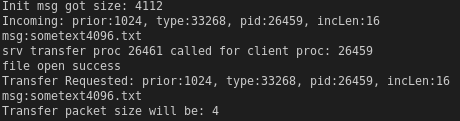 Init msg got size: 4112
Incoming: prior:1024, type:33268, pid:26459, incLen:16
msg:sometext4096.txt
srv transfer proc 26461 called for client proc: 26459
file open success
Transfer Requested: prior:1024, type:33268, pid:26459, incLen:16
msg:sometext4096.txt
Transfer packet size will be: 4